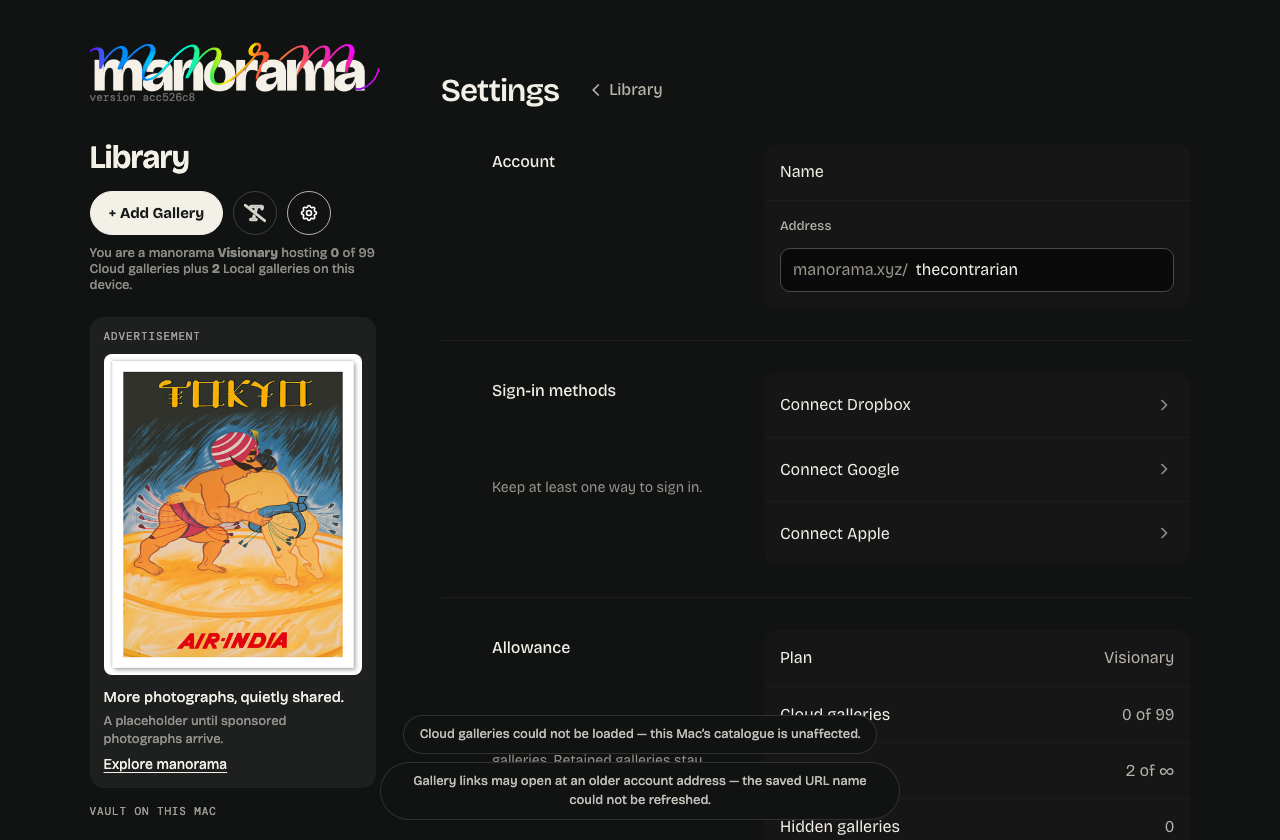 manorama
version acc526c8
Settings
Library
Library
+ Add Gallery
You are a manorama Visionary hosting 0 of 99
Cloud galleries plus 2 Local galleries on this
device.
ADVERTISEMENT
TOKYO
AIR-INDIA
More photographs, quietly shared.
A placeholder until sponsored
photographs arrive.
Explore manorama
VAULT ON THIS MAC
Account
Name
Address
manorama.xyz/ thecontrarian
Sign-in methods
Keep at least one way to sign in.
Connect Dropbox
Connect Google
Connect Apple
Allowance
Plan Visionary
Cloud galleries 0 of 99
Cloud galleries could not be loaded — this Mac's catalogue is unaffected.
galleries. Retained galleries stay
2 of ∞
Gallery links may open at an older account address — the saved URL name
could not be refreshed.
Hidden galleries 0